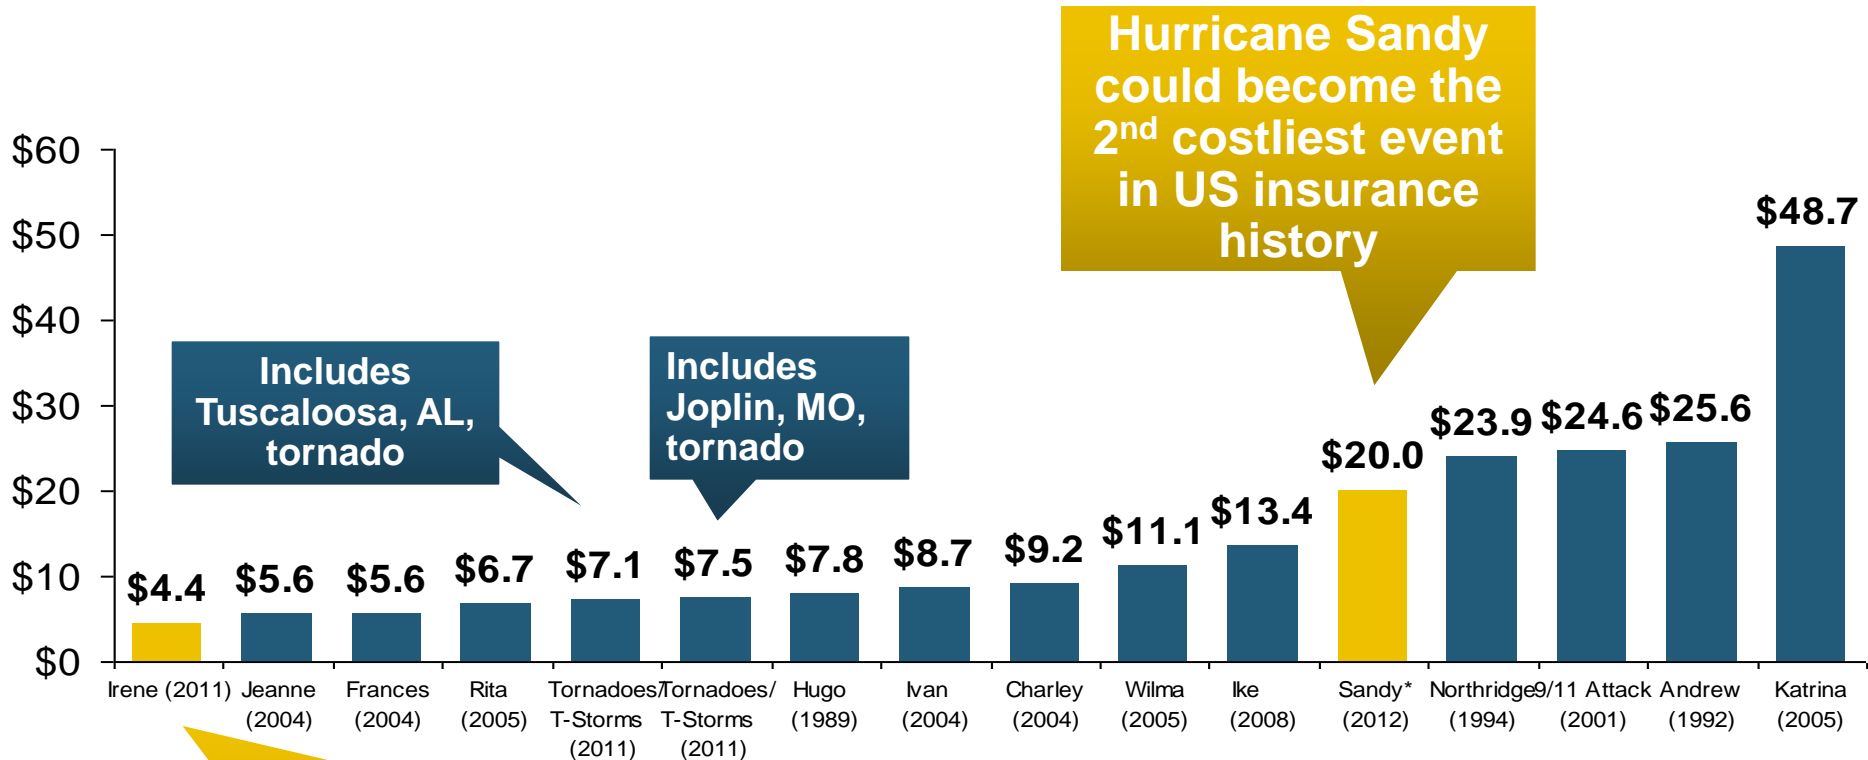 Hurricane Sandy
could become the
2nd costliest event
in US insurance
history
$60
$50
$40
$30
$20
$10
$0
Includes
Tuscaloosa, AL,
tornado
Includes
Joplin, MO,
tornado
$4.4
$5.6
$5.6
$6.7
$7.1
$7.5
$7.8
$8.7
$9.2
$11.1
$13.4
$20.0
$23.9
$24.6
$25.6
$48.7
Irene (2011)
Jeanne
(2004)
Frances
(2004)
Rita
(2005)
Tornadoes/
T-Storms
(2011)
Tornadoes/
T-Storms
(2011)
Hugo
(1989)
Ivan
(2004)
Charley
(2004)
Wilma
(2005)
Ike
(2008)
Sandy*
(2012)
Northridge
(1994)
9/11 Attack
(2001)
Andrew
(1992)
Katrina
(2005)